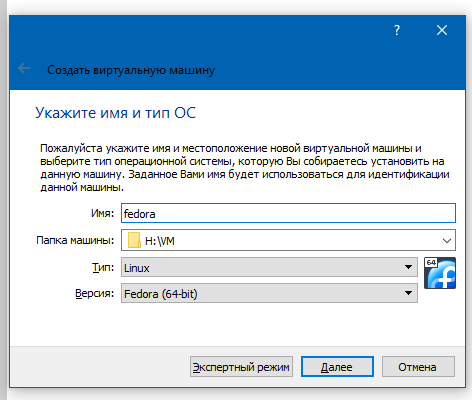 ?
Создать виртуальную машину
Укажите имя и тип ОС
Пожалуйста укажите имя и местоположение новой виртуальной машины и
выберите тип операционной системы, которую Вы собираетесь установить на
данную машину. Заданное Вами имя будет использоваться для идентификации
данной машины.
Имя: fedora
Папка машины: H:\VM
Тип: Linux
64
Версия: Fedora (64-bit)
Экспертный режим Далее Отмена